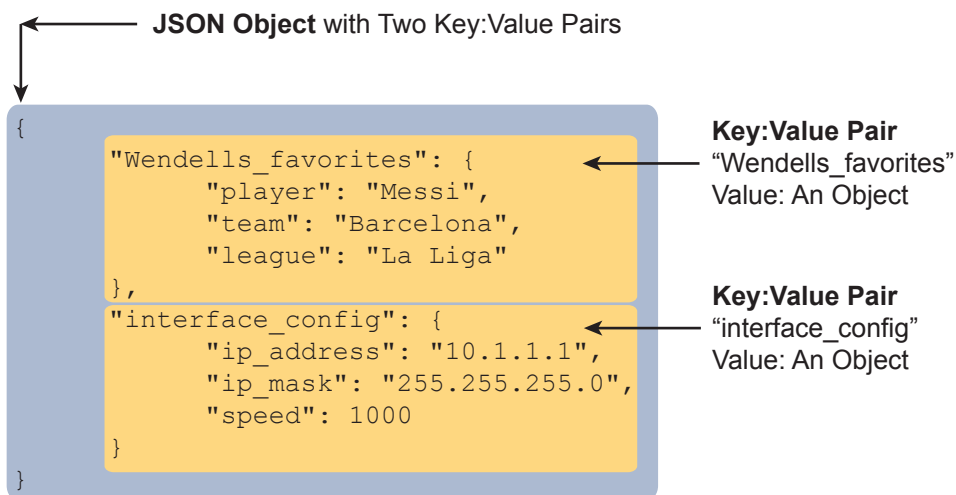 JSON Object with Two Key:Value Pairs
{
"Wendells_favorites": {
"player": "Messi",
"team": "Barcelona",
"league": "La Liga"
},
"interface_config": {
"ip_address": "10.1.1.1",
"ip_mask": "255.255.255.0",
"speed": 1000
}
}
Key:Value Pair
“Wendells_favorites”
Value: An Object
Key:Value Pair
“interface_config”
Value: An Object